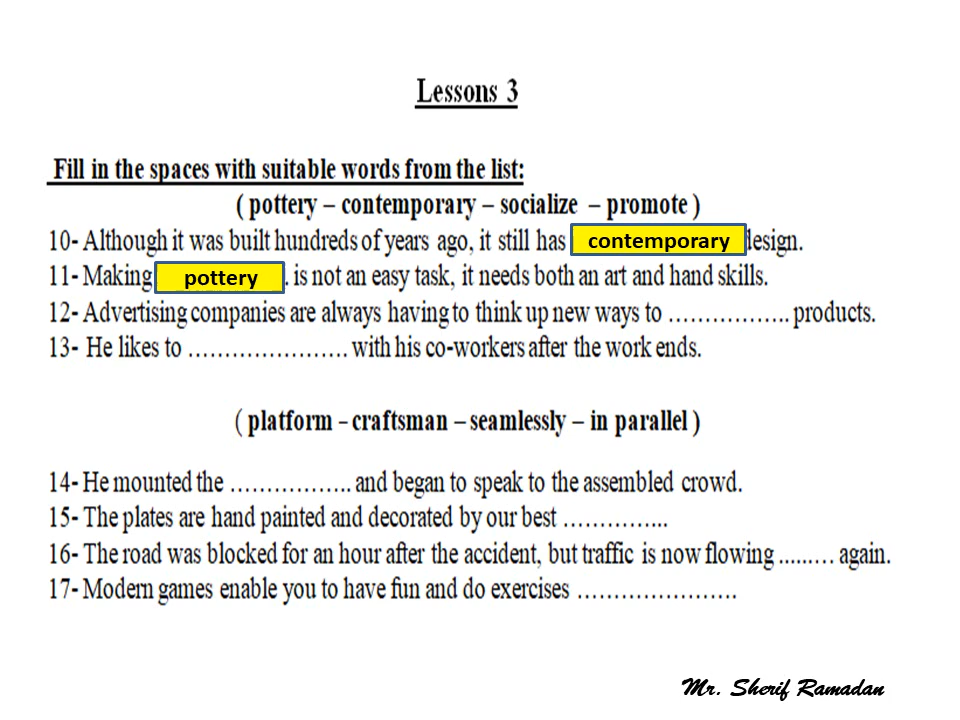 Lessons 3
Fill in the spaces with suitable words from the list:
( pottery – contemporary – socialize – promote )
10- Although it was built hundreds of years ago, it still has contemporary design.
11- Making pottery . is not an easy task, it needs both an art and hand skills.
12- Advertising companies are always having to think up new ways to …………….. products.
13- He likes to …………………. with his co-workers after the work ends.
( platform – craftsman – seamlessly – in parallel )
14- He mounted the …………….. and began to speak to the assembled crowd.
15- The plates are hand painted and decorated by our best …………...
16- The road was blocked for an hour after the accident, but traffic is now flowing ......… again.
17- Modern games enable you to have fun and do exercises ………………….
Mr. Sherif Ramadan